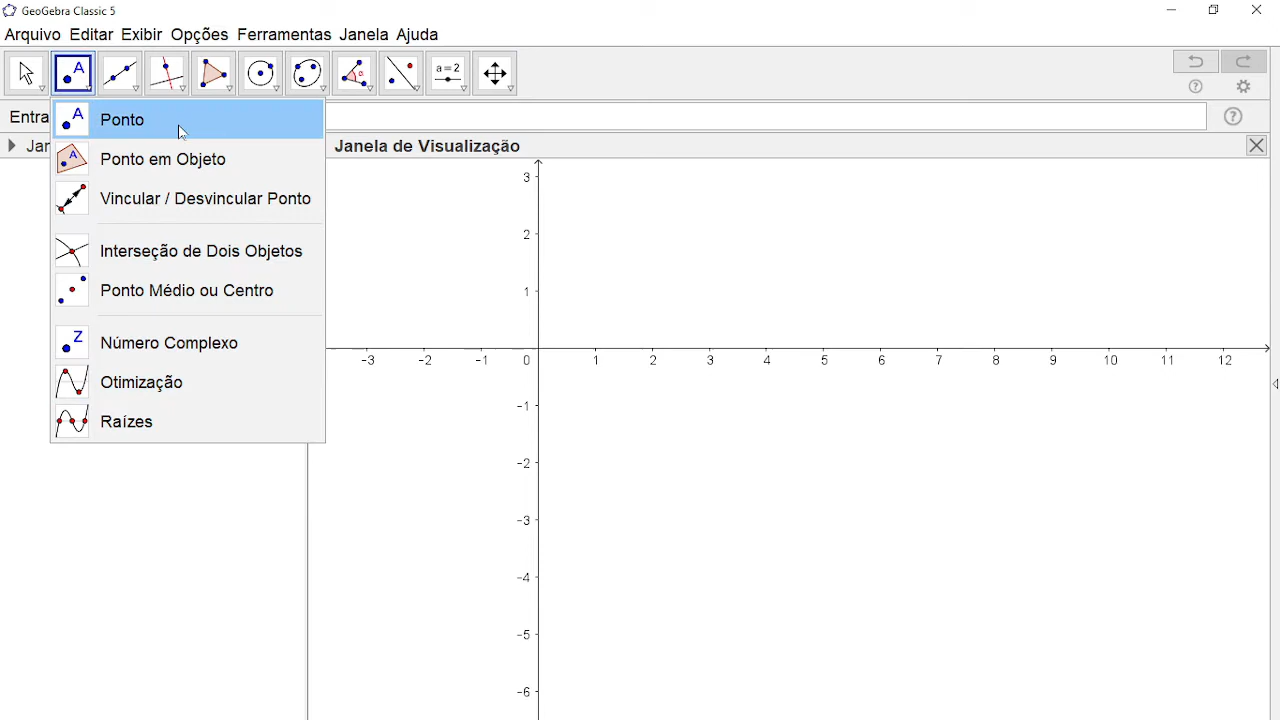 GeoGebra Classic 5
Arquivo Editar Exibir Opções Ferramentas Janela Ajuda
A
α
a=2
Entra
A Ponto
Jan
Janela de Visualização
A Ponto em Objeto
Vincular / Desvincular Ponto
Interseção de Dois Objetos
Ponto Médio ou Centro
Z Número Complexo
Otimização
Raízes
3
2
1
-3 -2 -1 0 1 2 3 4 5 6 7 8 9 10 11 12
-1
-2
-3
-4
-5
-6